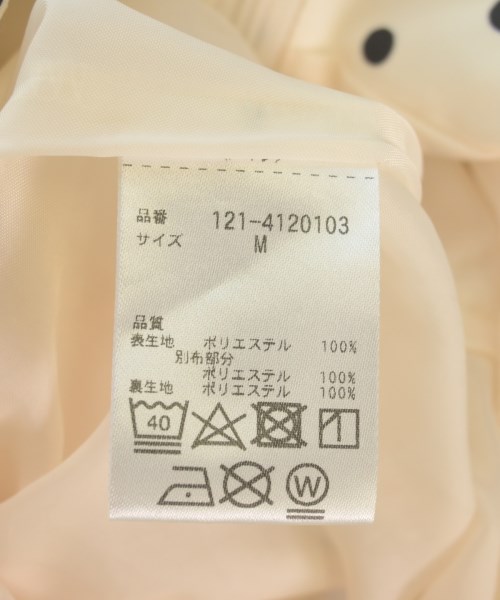 品番 121-4120103
サイズ M
品質
表生地 ポリエステル 100%
別布部分
ポリエステル 100%
裏生地 ポリエステル 100%
40
W